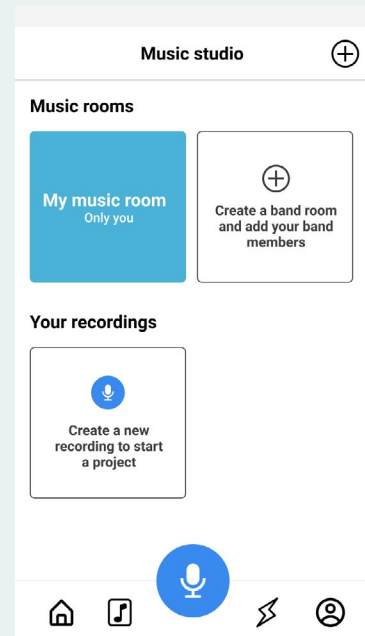 Music studio
Music rooms
My music room
Only you
Create a band room
and add your band
members
Your recordings
Create a new
recording to start
a project